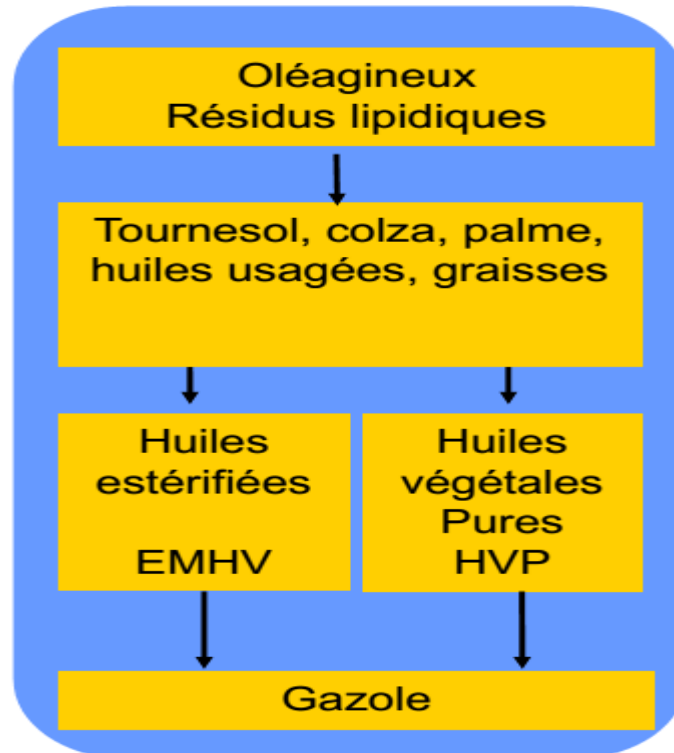 Oléagineux
Résidus lipidiques
Tournesol, colza, palme,
huiles usagées, graisses
Huiles
estérifiées
EMHV
Huiles
végétales
Pures
HVP
Gazole